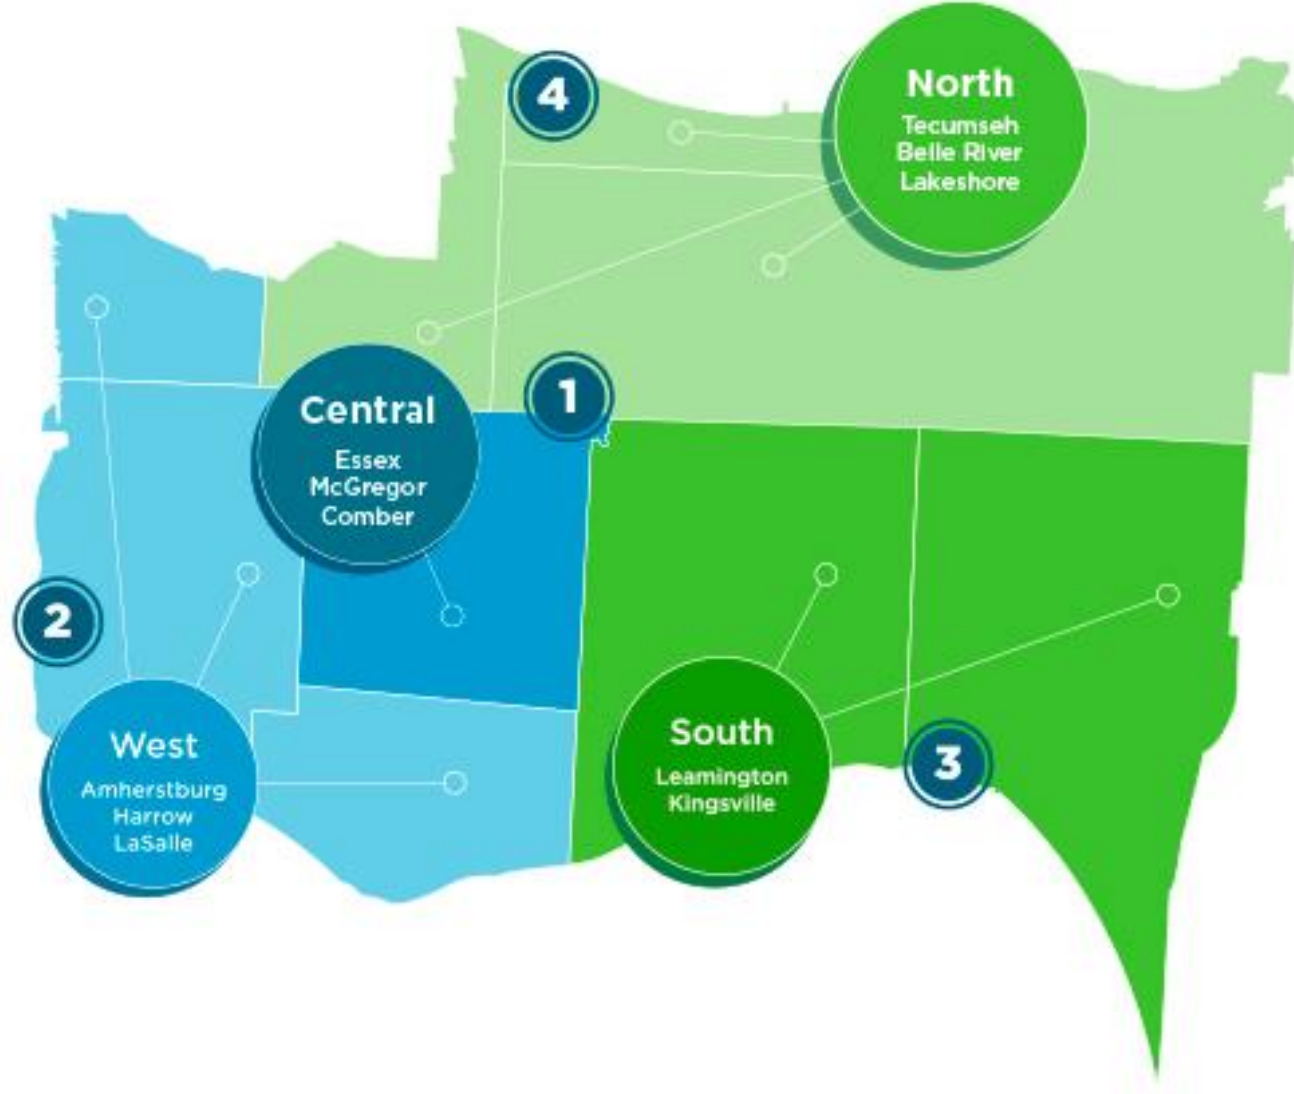 4
North
Tecumseh
Belle River
Lakeshore
1
Central
Essex
McGregor
Comber
2
West
Amherstburg
Harrow
LaSalle
South
Leamington
Kingsville
3